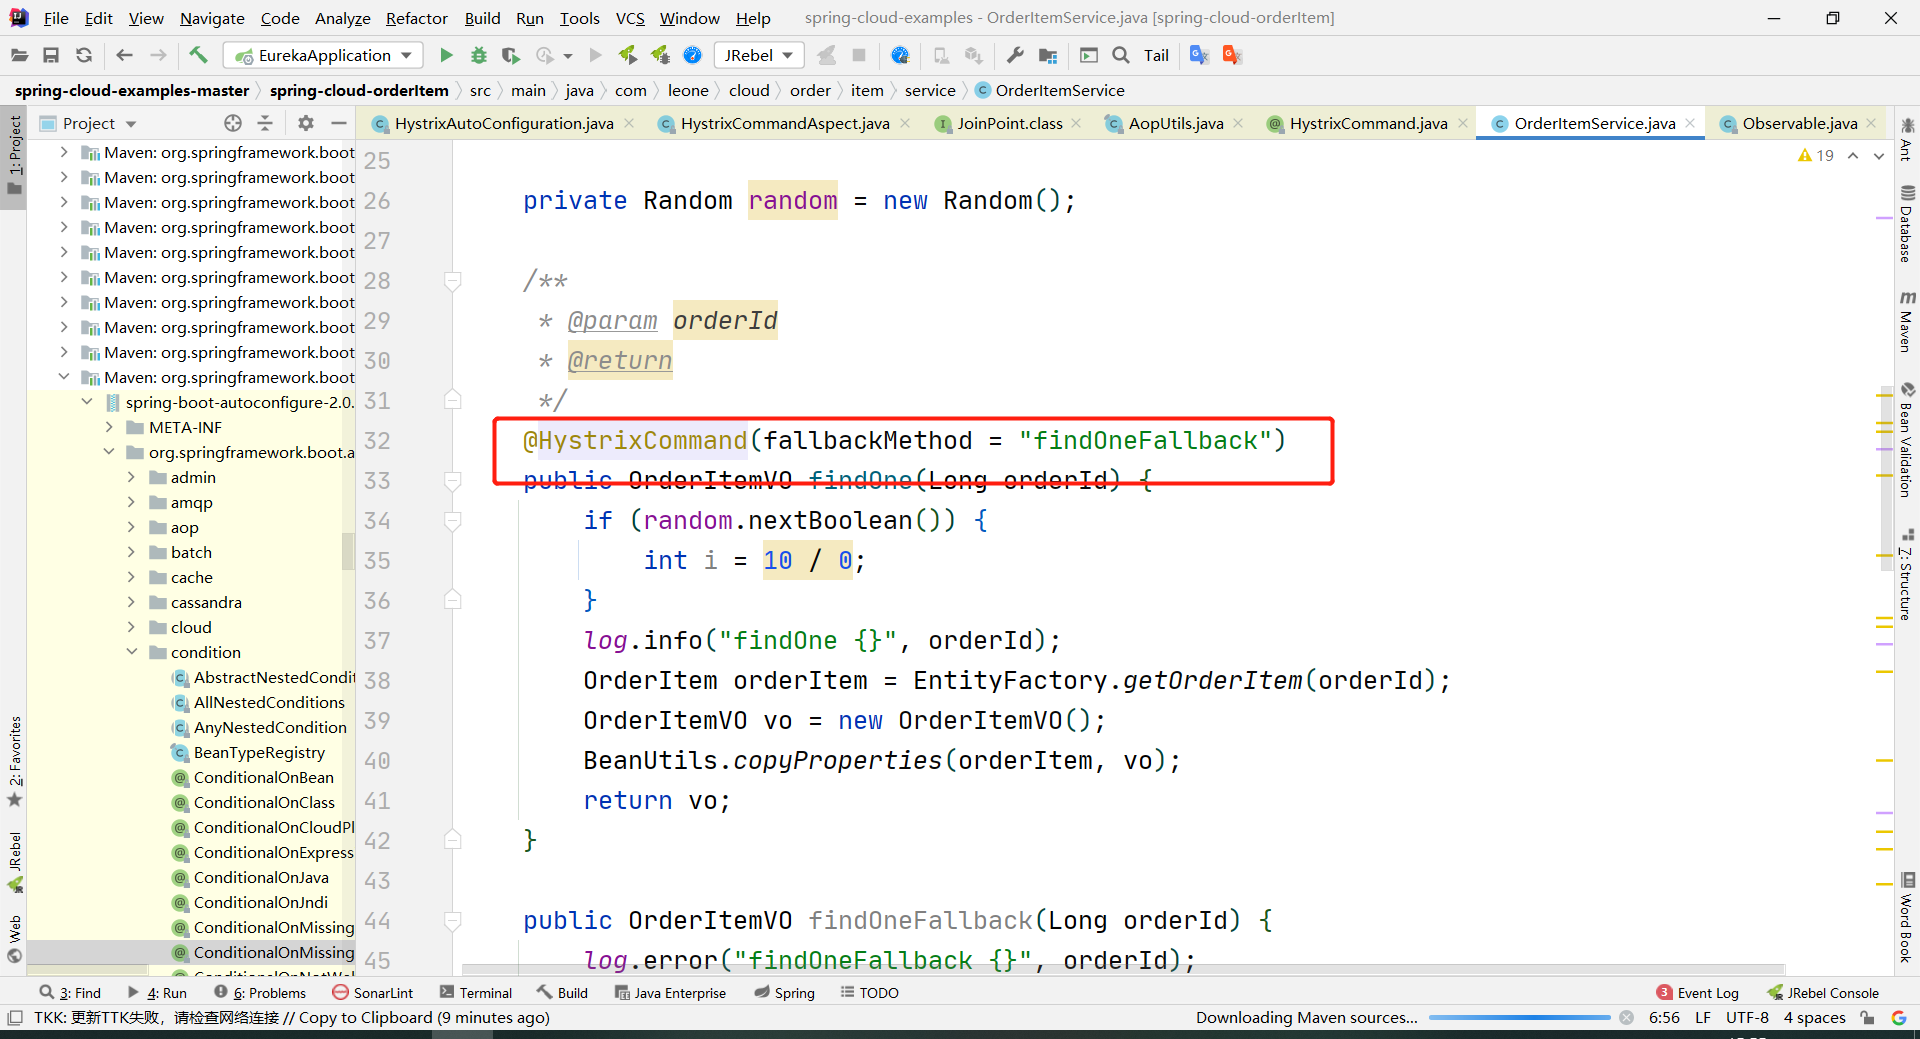 File Edit View Navigate Code Analyze Refactor Build Run Tools VCS Window Help spring-cloud-examples - OrderItemService.java [spring-cloud-orderItem]
EurekaApplication JRebel Tail
spring-cloud-examples-master spring-cloud-orderItem src main java com leone cloud order item service OrderItemService
Project HystrixAutoConfiguration.java HystrixCommandAspect.java JoinPoint.class AopUtils.java HystrixCommand.java OrderItemService.java Observable.java
1: Project
2: Favorites
JRebel
Web
Maven: org.springframework.boot
Maven: org.springframework.boot
Maven: org.springframework.boot
Maven: org.springframework.boot
Maven: org.springframework.boot
Maven: org.springframework.boot
Maven: org.springframework.boot
Maven: org.springframework.boot
Maven: org.springframework.boot
Maven: org.springframework.boot
spring-boot-autoconfigure-2.0.
META-INF
org.springframework.boot.a
admin
amqp
aop
batch
cache
cassandra
cloud
condition
AbstractNestedCondit
AllNestedConditions
AnyNestedCondition
BeanTypeRegistry
ConditionalOnBean
ConditionalOnClass
ConditionalOnCloudPl
ConditionalOnExpress
ConditionalOnJava
ConditionalOnJndi
ConditionalOnMissing
ConditionalOnMissing
ConditionalOnNotWe
19
25
26 private Random random = new Random();
27
28 /**
29 * @param orderId
30 * @return
31 */
32 @HystrixCommand(fallbackMethod = "findOneFallback")
33 public OrderItemVO findOne(Long orderId) {
34 if (random.nextBoolean()) {
35 int i = 10 / 0;
36 }
37 log.info("findOne {}", orderId);
38 OrderItem orderItem = EntityFactory.getOrderItem(orderId);
39 OrderItemVO vo = new OrderItemVO();
40 BeanUtils.copyProperties(orderItem, vo);
41 return vo;
42 }
43
44 public OrderItemVO findOneFallback(Long orderId) {
45 log.error("findOneFallback {}", orderId);
Ant
Database
Maven
Bean Validation
7: Structure
Word Book
3: Find 4: Run 6: Problems SonarLint Terminal Build Java Enterprise Spring TODO 3 Event Log JRebel Console
TKK: 更新TTK失败，请检查网络连接 // Copy to Clipboard (9 minutes ago) Downloading Maven sources... 6:56 LF UTF-8 4 spaces